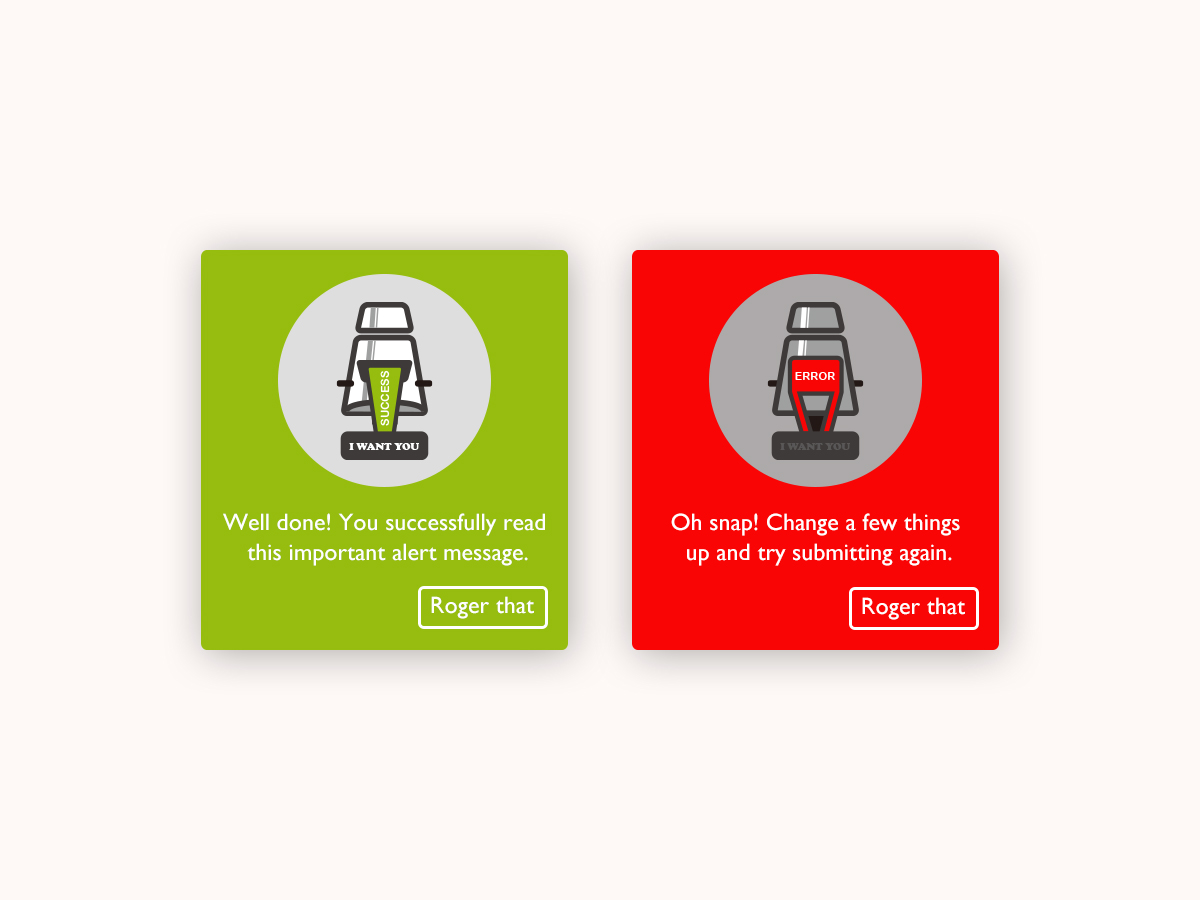 SUCCESS
I WANT YOU
Well done! You successfully read
this important alert message.
Roger that
ERROR
I WANT YOU
Oh snap! Change a few things
up and try submitting again.
Roger that